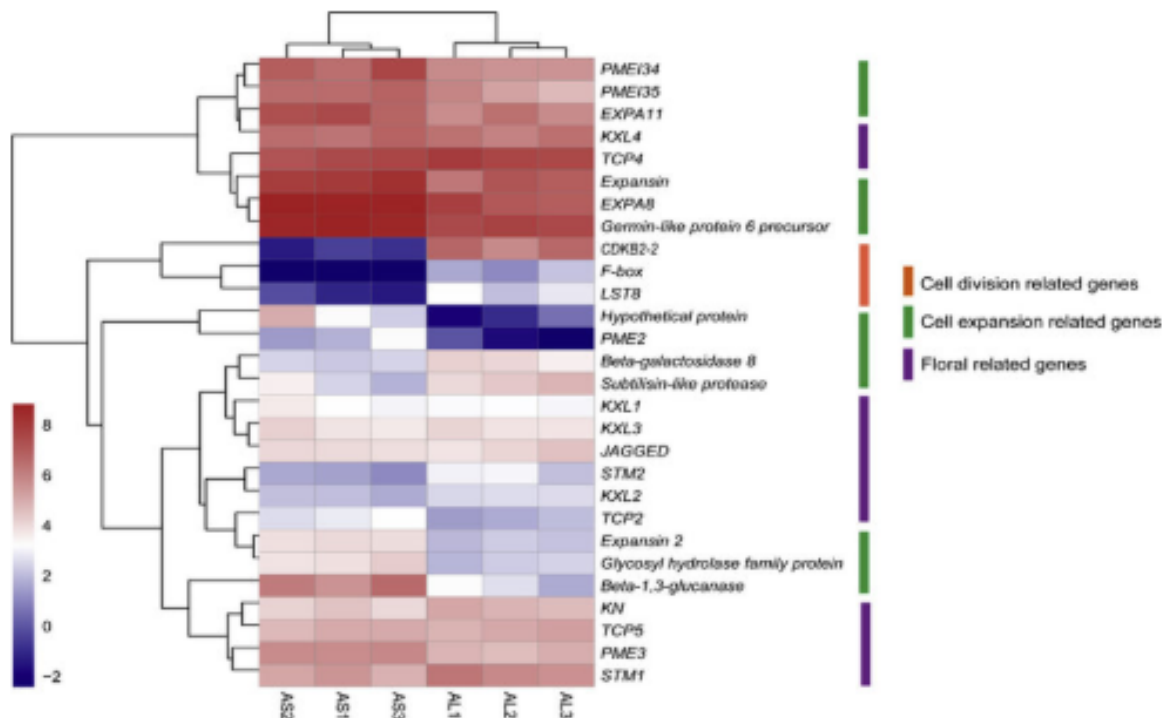 PMEI34
PMEI35
EXPA11
KXL4
TCP4
Expansin
EXPA8
Germin-like protein 6 precursor
CDKB2-2
F-box
LST8
Hypothetical protein
PME2
Beta-galactosidase 8
Subtilisin-like protease
KXL1
KXL3
JAGGED
STM2
KXL2
TCP2
Expansin 2
Glycosyl hydrolase family protein
Beta-1,3-glucanase
KN
TCP5
PME3
STM1
Cell division related genes
Cell expansion related genes
Floral related genes
8
6
4
2
0
−2
AS2
AS1
AS3
AL1
AL2
AL3